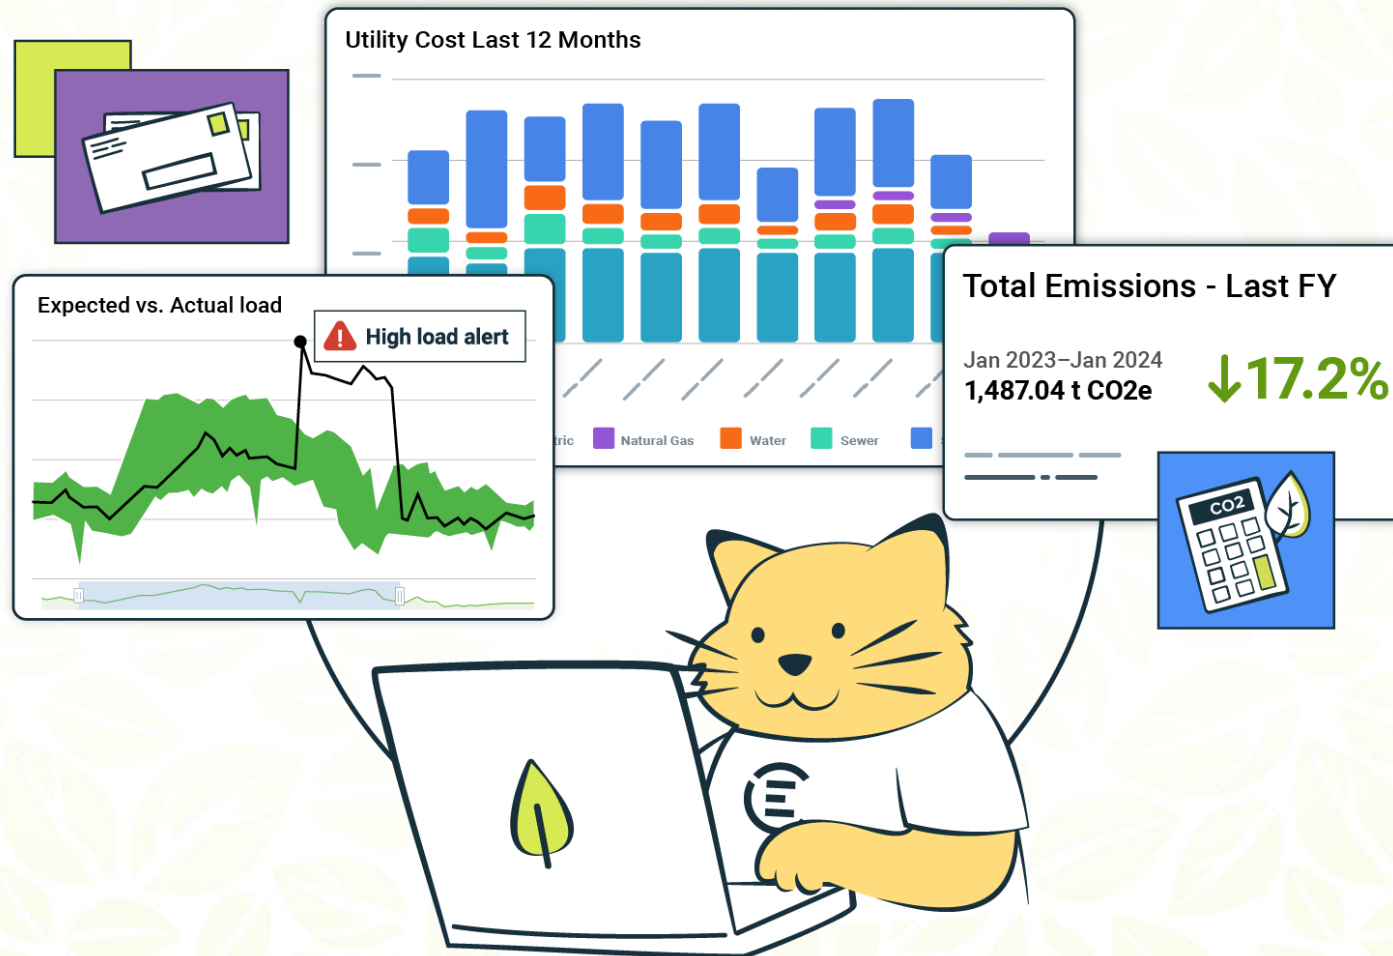 Utility Cost Last 12 Months
Expected vs. Actual load
High load alert
Natural Gas
Water
Sewer
Total Emissions - Last FY
Jan 2023–Jan 2024
1,487.04 t CO2e
↓17.2%
CO2